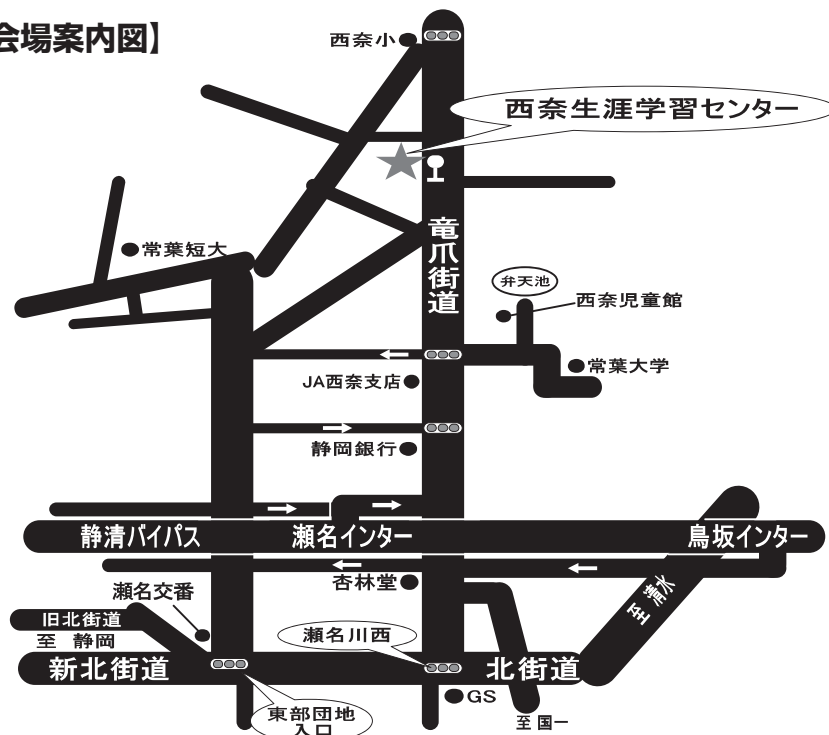 会場案内図】
西奈小
西奈生涯学習センター
竜爪街道
常葉短大
弁天池
西奈児童館
常葉大学
JA西奈支店
静岡銀行
静清バイパス
瀬名インター
鳥坂インター
杏林堂
瀬名交番
至 清水
旧北街道
至 静岡
瀬名川西
新北街道
北街道
GS
東部団地
入口
至 国一